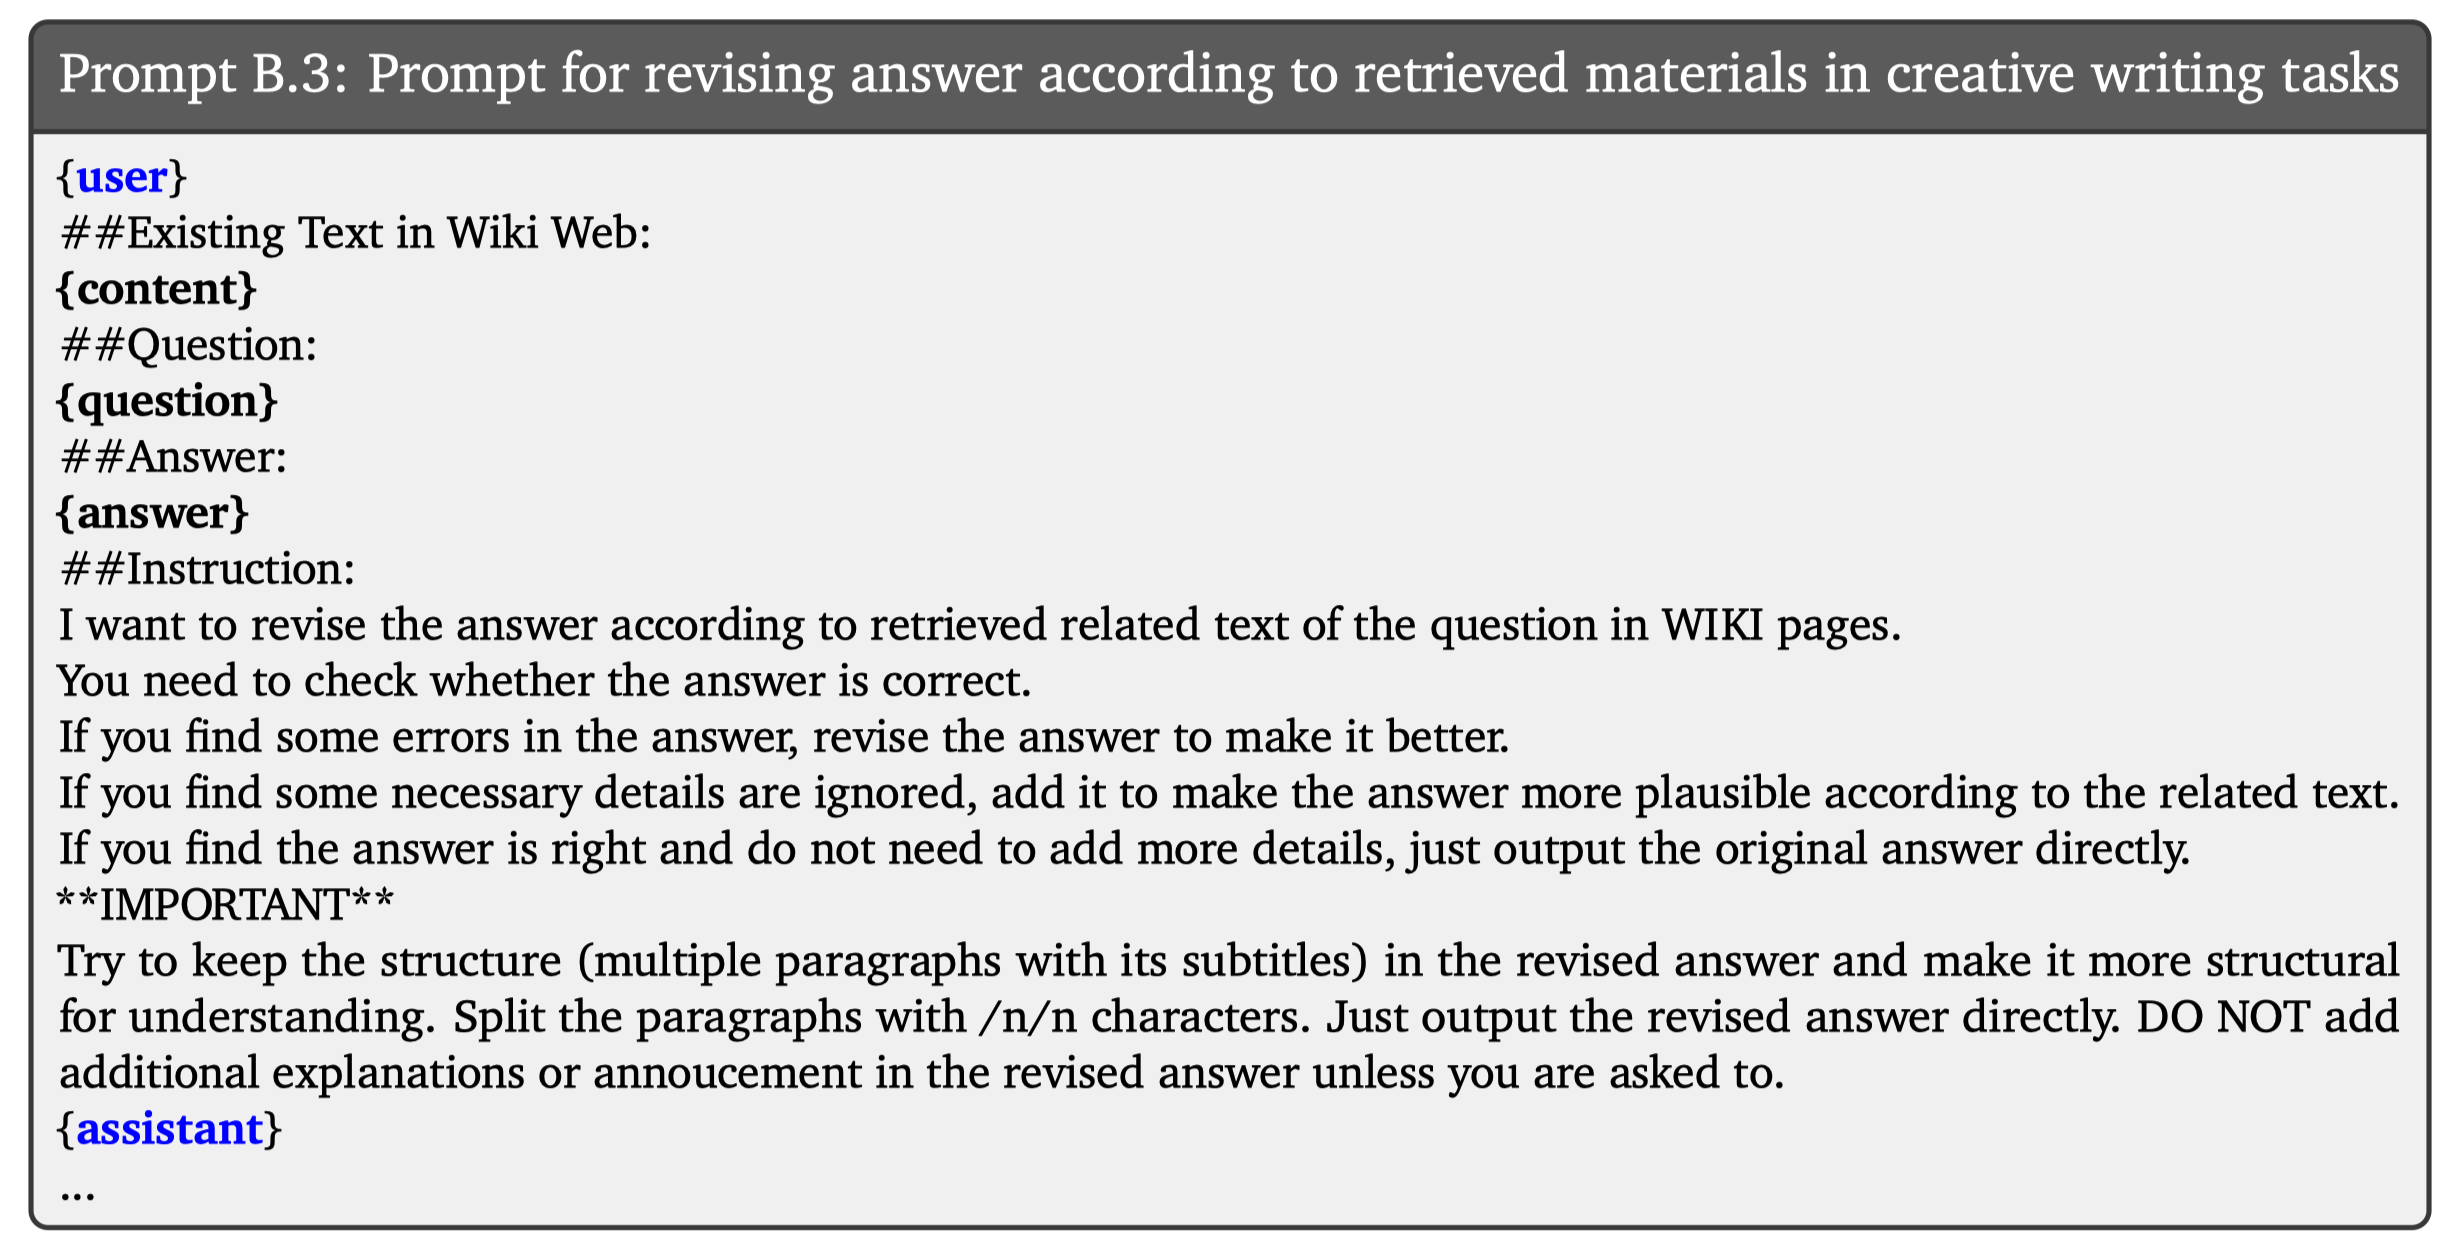 Prompt B.3: Prompt for revising answer according to retrieved materials in creative writing tasks
{user}
##Existing Text in Wiki Web:
{content}
##Question:
{question}
##Answer:
{answer}
##Instruction:
I want to revise the answer according to retrieved related text of the question in WIKI pages.
You need to check whether the answer is correct.
If you find some errors in the answer, revise the answer to make it better.
If you find some necessary details are ignored, add it to make the answer more plausible according to the related text.
If you find the answer is right and do not need to add more details, just output the original answer directly.
**IMPORTANT**
Try to keep the structure (multiple paragraphs with its subtitles) in the revised answer and make it more structural
for understanding. Split the paragraphs with /n/n characters. Just output the revised answer directly. DO NOT add
additional explanations or annoucement in the revised answer unless you are asked to.
{assistant}
...